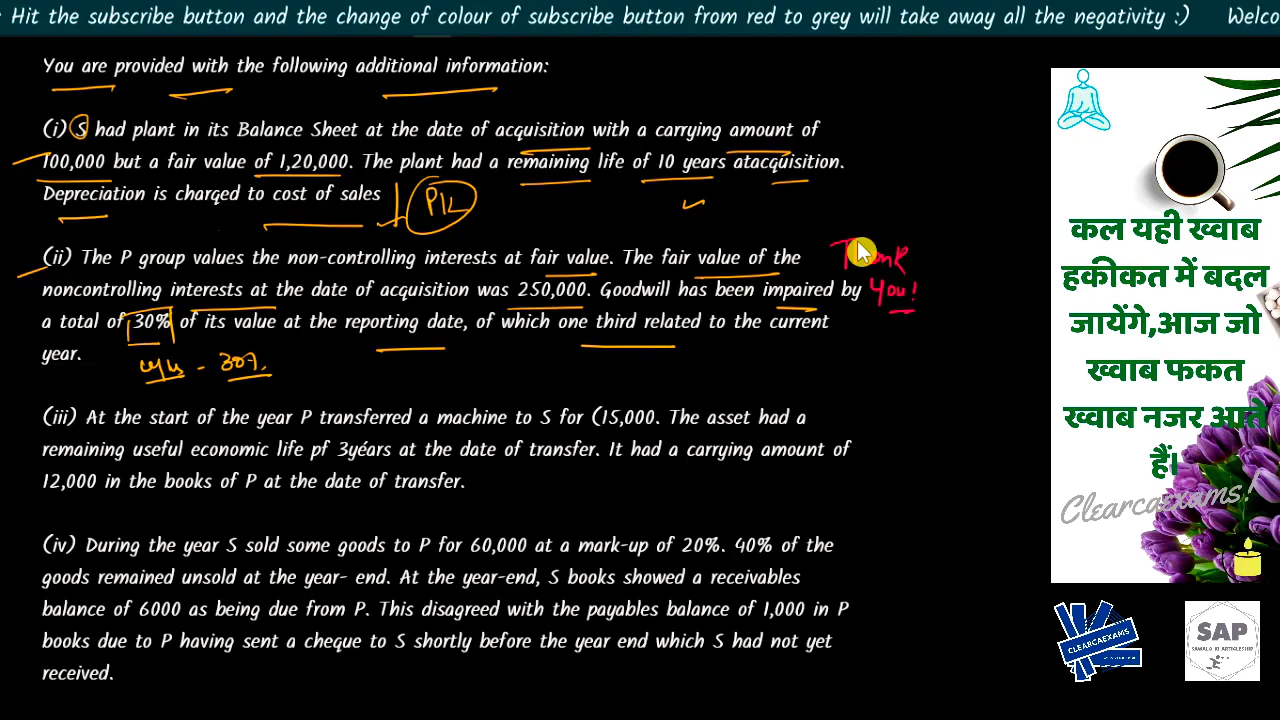 : Hit the subscribe button and the change of colour of subscribe button from red to grey will take away all the negativity :) Welco
You are provided with the following additional information:
(i) S had plant in its Balance Sheet at the date of acquisition with a carrying amount of
100,000 but a fair value of 1,20,000. The plant had a remaining life of 10 years atacquisition.
Depreciation is charged to cost of sales
P/L
(ii) The P group values the non-controlling interests at fair value. The fair value of the
noncontrolling interests at the date of acquisition was 250,000. Goodwill has been impaired by
a total of 30% of its value at the reporting date, of which one third related to the current
year.
- 30%.
Thank
You!
(iii) At the start of the year P transferred a machine to S for (15,000. The asset had a
remaining useful economic life pf 3yéars at the date of transfer. It had a carrying amount of
12,000 in the books of P at the date of transfer.
(iv) During the year S sold some goods to P for 60,000 at a mark-up of 20%. 40% of the
goods remained unsold at the year- end. At the year-end, S books showed a receivables
balance of 6000 as being due from P. This disagreed with the payables balance of 1,000 in P
books due to P having sent a cheque to S shortly before the year end which S had not yet
received.
कल यही ख्वाब
हकीकत में बदल
जायेंगे,आज जो
ख्वाब फकत
ख्वाब नजर आते
हैं।
Clearcaexams!
CLEARCAEXAMS
SAP
SAMALO KI ARTICLESHIP